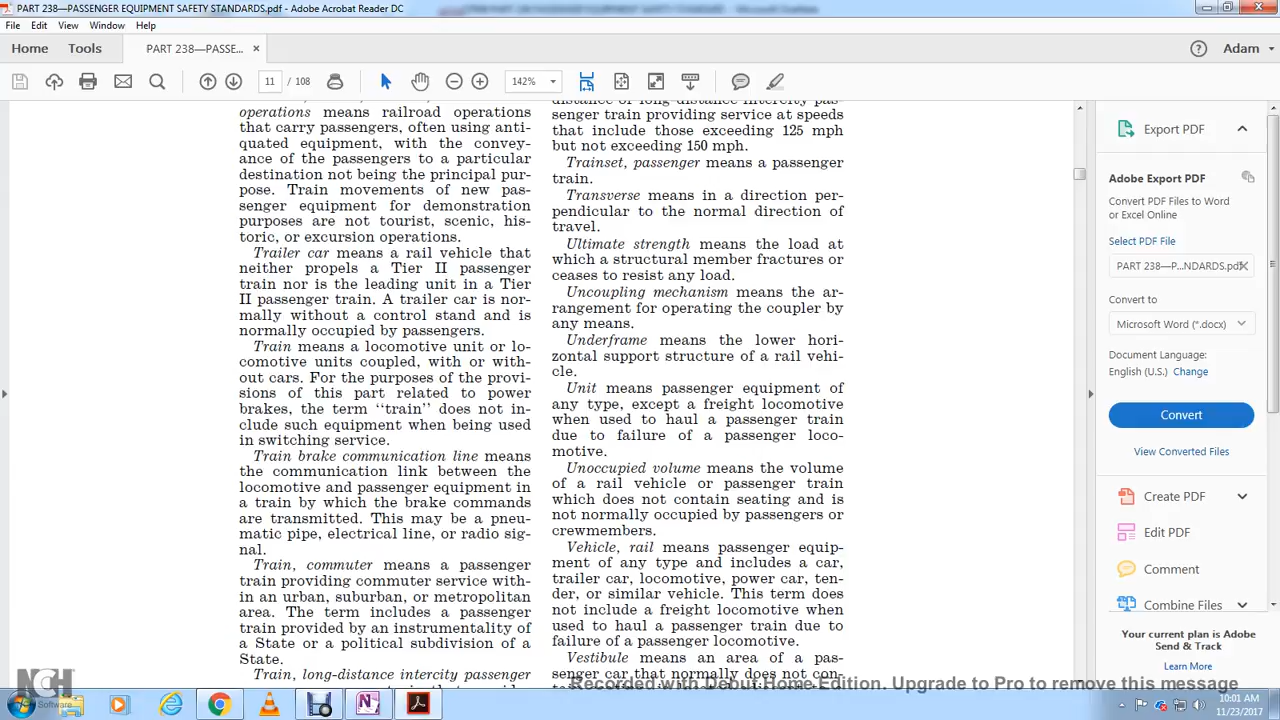 PART 238—PASSENGER EQUIPMENT SAFETY STANDARDS.pdf - Adobe Acrobat Reader DC
File Edit View Window Help
Home Tools PART 238—PASSE... × Adam
11 / 108 142%
operations means railroad operations
that carry passengers, often using anti-
quated equipment, with the convey-
ance of the passengers to a particular
destination not being the principal pur-
pose. Train movements of new pas-
senger equipment for demonstration
purposes are not tourist, scenic, his-
toric, or excursion operations.
Trailer car means a rail vehicle that
neither propels a Tier II passenger
train nor is the leading unit in a Tier
II passenger train. A trailer car is nor-
mally without a control stand and is
normally occupied by passengers.
Train means a locomotive unit or lo-
comotive units coupled, with or with-
out cars. For the purposes of the provi-
sions of this part related to power
brakes, the term ‘‘train’’ does not in-
clude such equipment when being used
in switching service.
Train brake communication line means
the communication link between the
locomotive and passenger equipment in
a train by which the brake commands
are transmitted. This may be a pneu-
matic pipe, electrical line, or radio sig-
nal.
Train, commuter means a passenger
train providing commuter service with-
in an urban, suburban, or metropolitan
area. The term includes a passenger
train provided by an instrumentality of
a State or a political subdivision of a
State.
Train, long-distance intercity passenger
distance or long-distance intercity pas-
senger train providing service at speeds
that include those exceeding 125 mph
but not exceeding 150 mph.
Trainset, passenger means a passenger
train.
Transverse means in a direction per-
pendicular to the normal direction of
travel.
Ultimate strength means the load at
which a structural member fractures or
ceases to resist any load.
Uncoupling mechanism means the ar-
rangement for operating the coupler by
any means.
Underframe means the lower hori-
zontal support structure of a rail vehi-
cle.
Unit means passenger equipment of
any type, except a freight locomotive
when used to haul a passenger train
due to failure of a passenger loco-
motive.
Unoccupied volume means the volume
of a rail vehicle or passenger train
which does not contain seating and is
not normally occupied by passengers or
crewmembers.
Vehicle, rail means passenger equip-
ment of any type and includes a car,
trailer car, locomotive, power car, ten-
der, or similar vehicle. This term does
not include a freight locomotive when
used to haul a passenger train due to
failure of a passenger locomotive.
Vestibule means an area of a pas-
senger car that normally does not con-
Export PDF
Adobe Export PDF
Convert PDF Files to Word
or Excel Online
Select PDF File
PART 238—P...NDARDS.pdf
Convert to
Microsoft Word (*.docx)
Document Language:
English (U.S.) Change
Convert
View Converted Files
Create PDF
Edit PDF
Comment
Combine Files
Your current plan is Adobe
Send & Track
Learn More
Recorded with Debut Home Edition. Upgrade to Pro to remove this message
NCH
Software
10:01 AM
11/23/2017